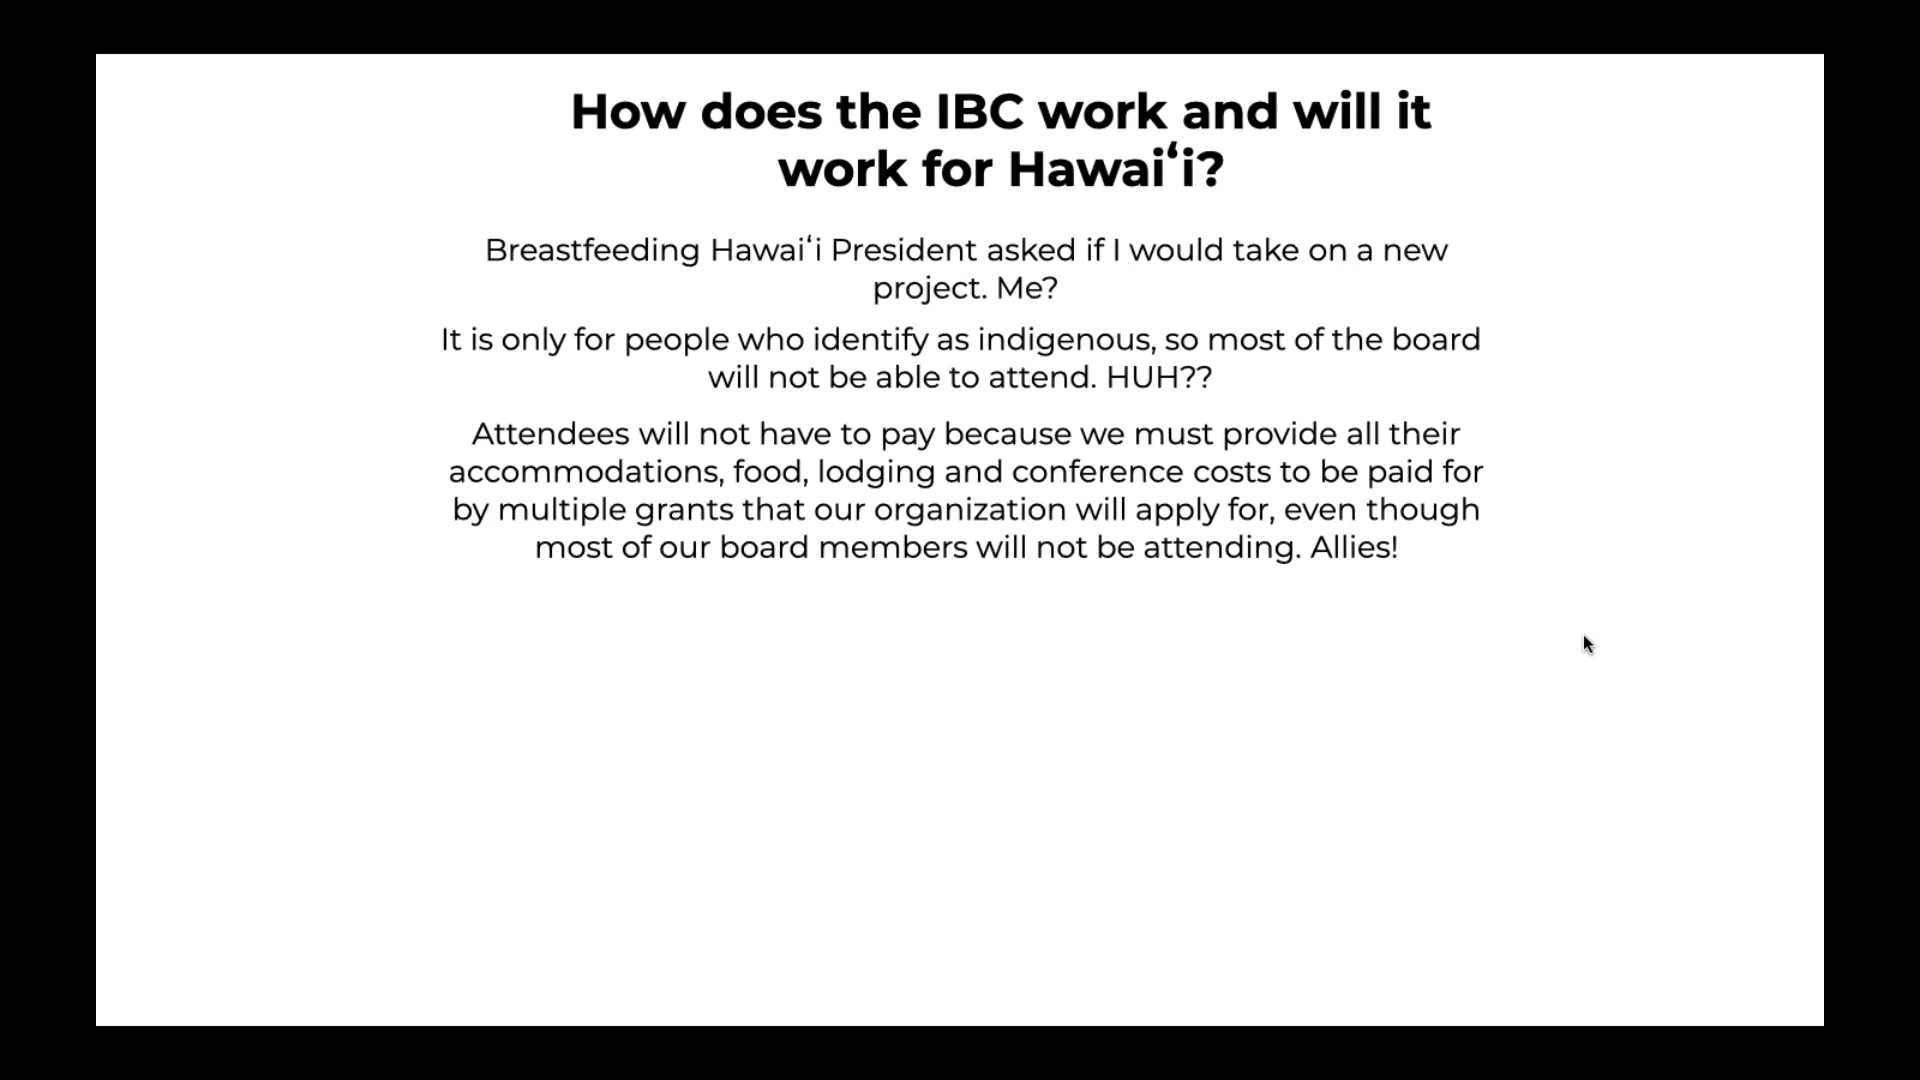 How does the IBC work and will it
work for Hawaiʻi?
Breastfeeding Hawaiʻi President asked if I would take on a new
project. Me?
It is only for people who identify as indigenous, so most of the board
will not be able to attend. HUH??
Attendees will not have to pay because we must provide all their
accommodations, food, lodging and conference costs to be paid for
by multiple grants that our organization will apply for, even though
most of our board members will not be attending. Allies!